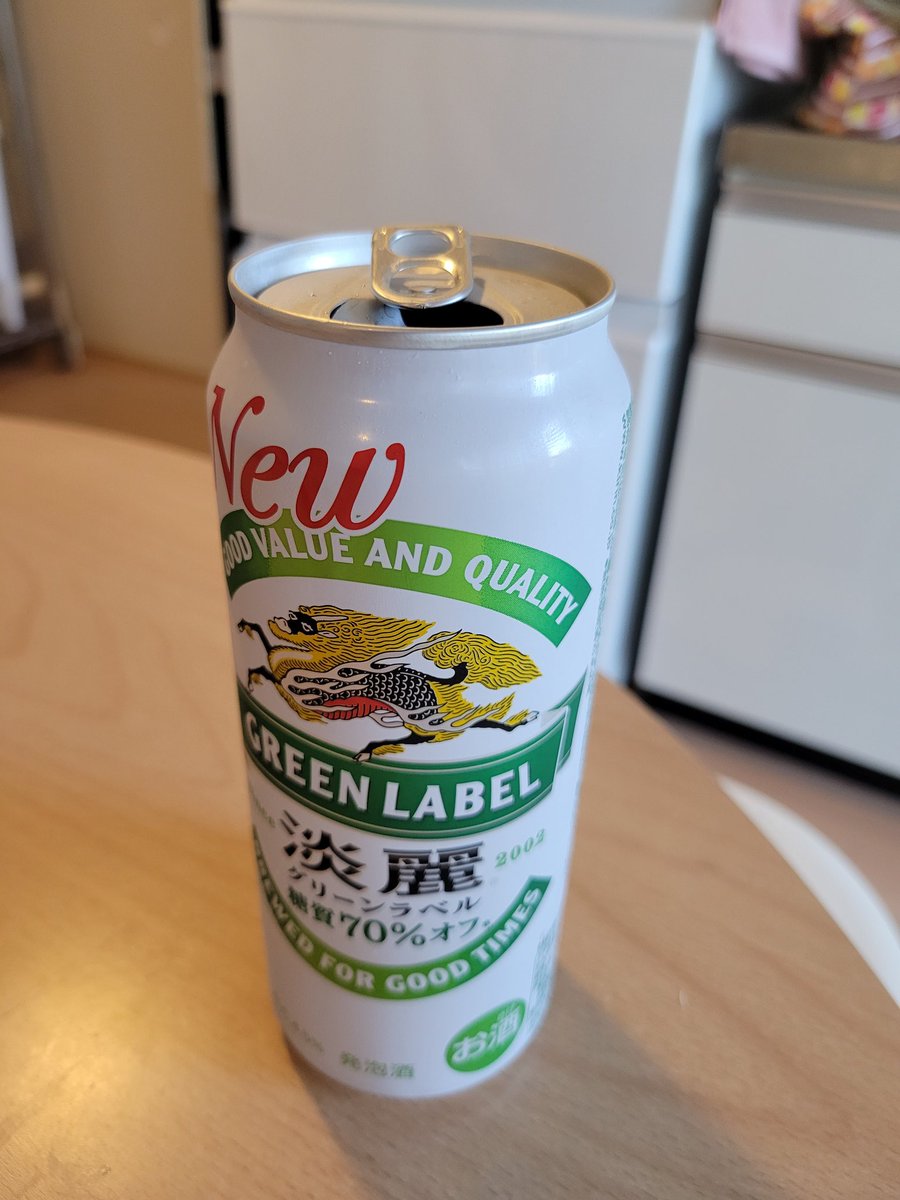 New
GOOD VALUE AND QUALITY
GREEN LABEL
淡麗
2002
グリーンラベル
糖質70%オフ。
FOR GOOD TIMES
発泡酒
お酒